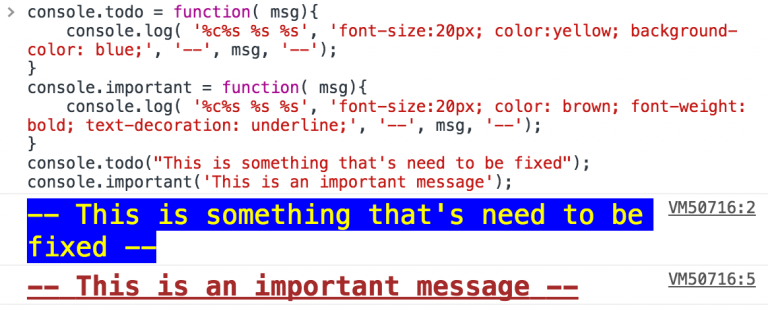 > console.todo = function( msg){
    console.log( '%c%s %s %s', 'font-size:20px; color:yellow; background-
color: blue;', '--', msg, '--');
}
console.important = function( msg){
    console.log( '%c%s %s %s', 'font-size:20px; color: brown; font-weight:
bold; text-decoration: underline;', '--', msg, '--');
}
console.todo("This is something that's need to be fixed");
console.important('This is an important message');
-- This is something that's need to be VM50716:2
fixed --
-- This is an important message -- VM50716:5